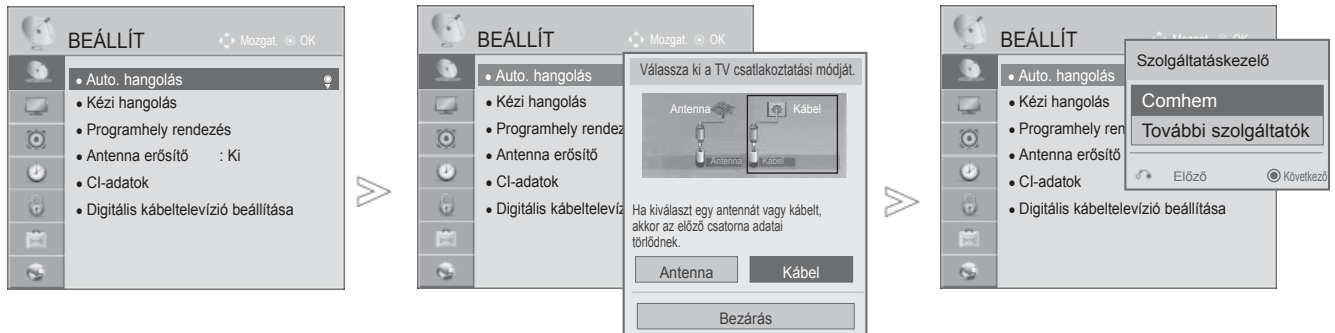 BEÁLLÍT
Mozgat. OK
● Auto. hangolás
● Kézi hangolás
● Programhely rendezés
● Antenna erősítő : Ki
● CI-adatok
● Digitális kábeltelevízió beállítása
BEÁLLÍT
Mozgat. OK
● Auto. hangolás
● Kézi hangolás
● Programhely rendez
● Antenna erősítő
● CI-adatok
● Digitális kábeltelevíz
Válassza ki a TV csatlakoztatási módját.
Antenna Kábel
Antenna Kábel
Ha kiválaszt egy antennát vagy kábelt,
akkor az előző csatorna adatai
törlődnek.
Antenna Kábel
Bezárás
BEÁLLÍT
Mozgat. OK
● Auto. hangolás
● Kézi hangolás
● Programhely ren
● Antenna erősítő
● CI-adatok
● Digitális kábeltelevízió beállítása
Szolgáltatáskezelő
Comhem
További szolgáltatók
Előző Következő